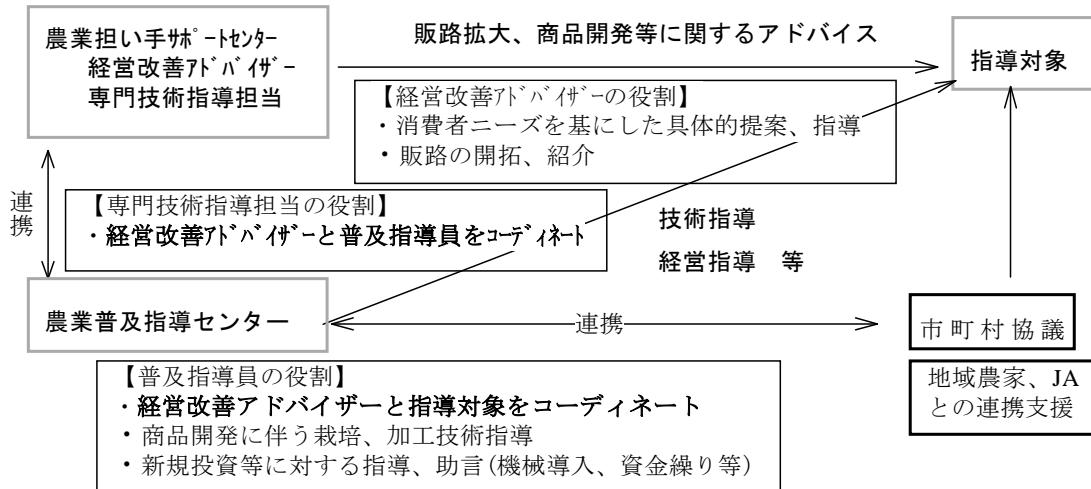 農業担い手ｻﾎﾟｰﾄセンター
経営改善ｱﾄﾞﾊﾞｲｻﾞｰ
専門技術指導担当
販路拡大、商品開発等に関するアドバイス
指導対象
【経営改善ｱﾄﾞﾊﾞｲｻﾞｰの役割】
・消費者ニーズを基にした具体的提案、指導
・販路の開拓、紹介
連携
【専門技術指導担当の役割】
・経営改善ｱﾄﾞﾊﾞｲｻﾞｰと普及指導員をｺｰﾃﾞｨﾈｰﾄ
技術指導
経営指導　等
農業普及指導センター
連携
市町村協議
地域農家、JA
との連携支援
【普及指導員の役割】
・経営改善アドバイザーと指導対象をコーディネート
・商品開発に伴う栽培、加工技術指導
・新規投資等に対する指導、助言(機械導入、資金繰り等)